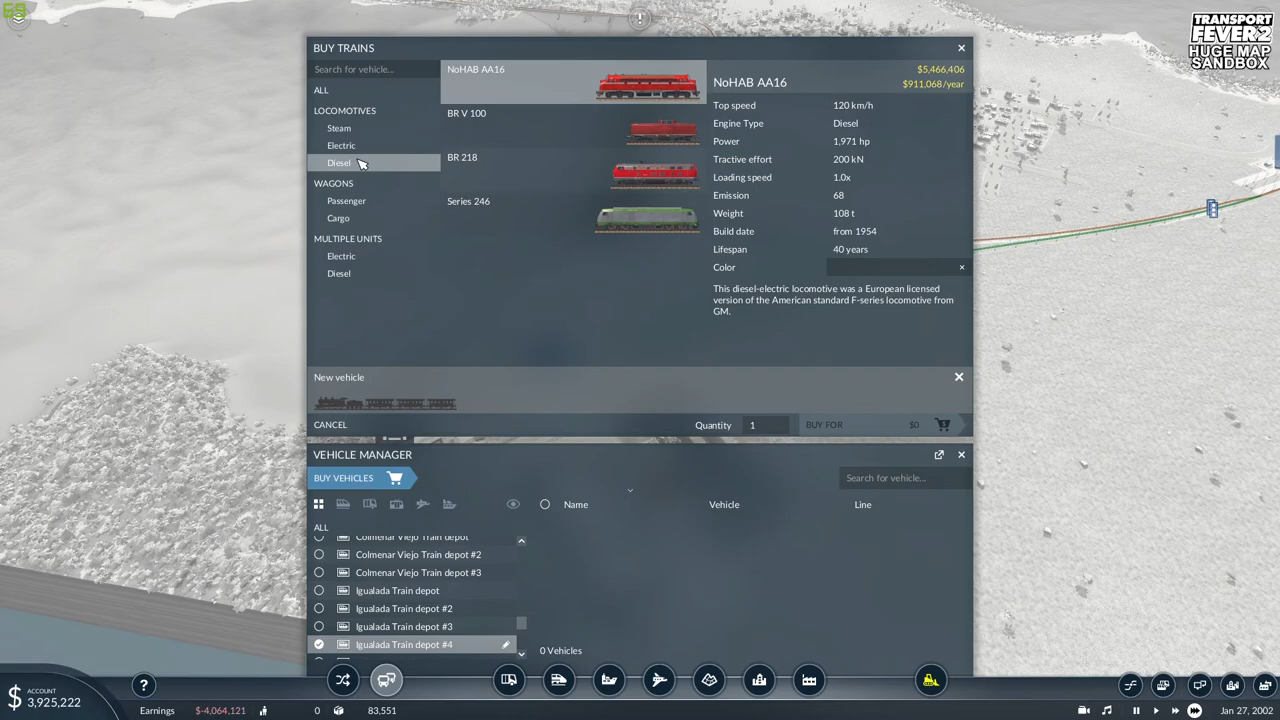 59
TRANSPORT
FEVER 2
HUGE MAP
SANDBOX
BUY TRAINS
Search for vehicle...
ALL
LOCOMOTIVES
Steam
Electric
Diesel
WAGONS
Passenger
Cargo
MULTIPLE UNITS
Electric
Diesel
NoHAB AA16
BR V 100
BR 218
Series 246
NoHAB AA16
$5,466,406
$911,068/year
Top speed 120 km/h
Engine Type Diesel
Power 1,971 hp
Tractive effort 200 kN
Loading speed 1.0x
Emission 68
Weight 108 t
Build date from 1954
Lifespan 40 years
Color
This diesel-electric locomotive was a European licensed
version of the American standard F-series locomotive from
GM.
New vehicle
CANCEL
Quantity 1
BUY FOR $0
VEHICLE MANAGER
BUY VEHICLES
Search for vehicle...
Name Vehicle Line
ALL
Colmenar Viejo Train depot
Colmenar Viejo Train depot #2
Colmenar Viejo Train depot #3
Igualada Train depot
Igualada Train depot #2
Igualada Train depot #3
Igualada Train depot #4
0 Vehicles
$ ACCOUNT
3,925,222
?
Earnings $-4,064,121 0 83,551
Jan 27, 2002